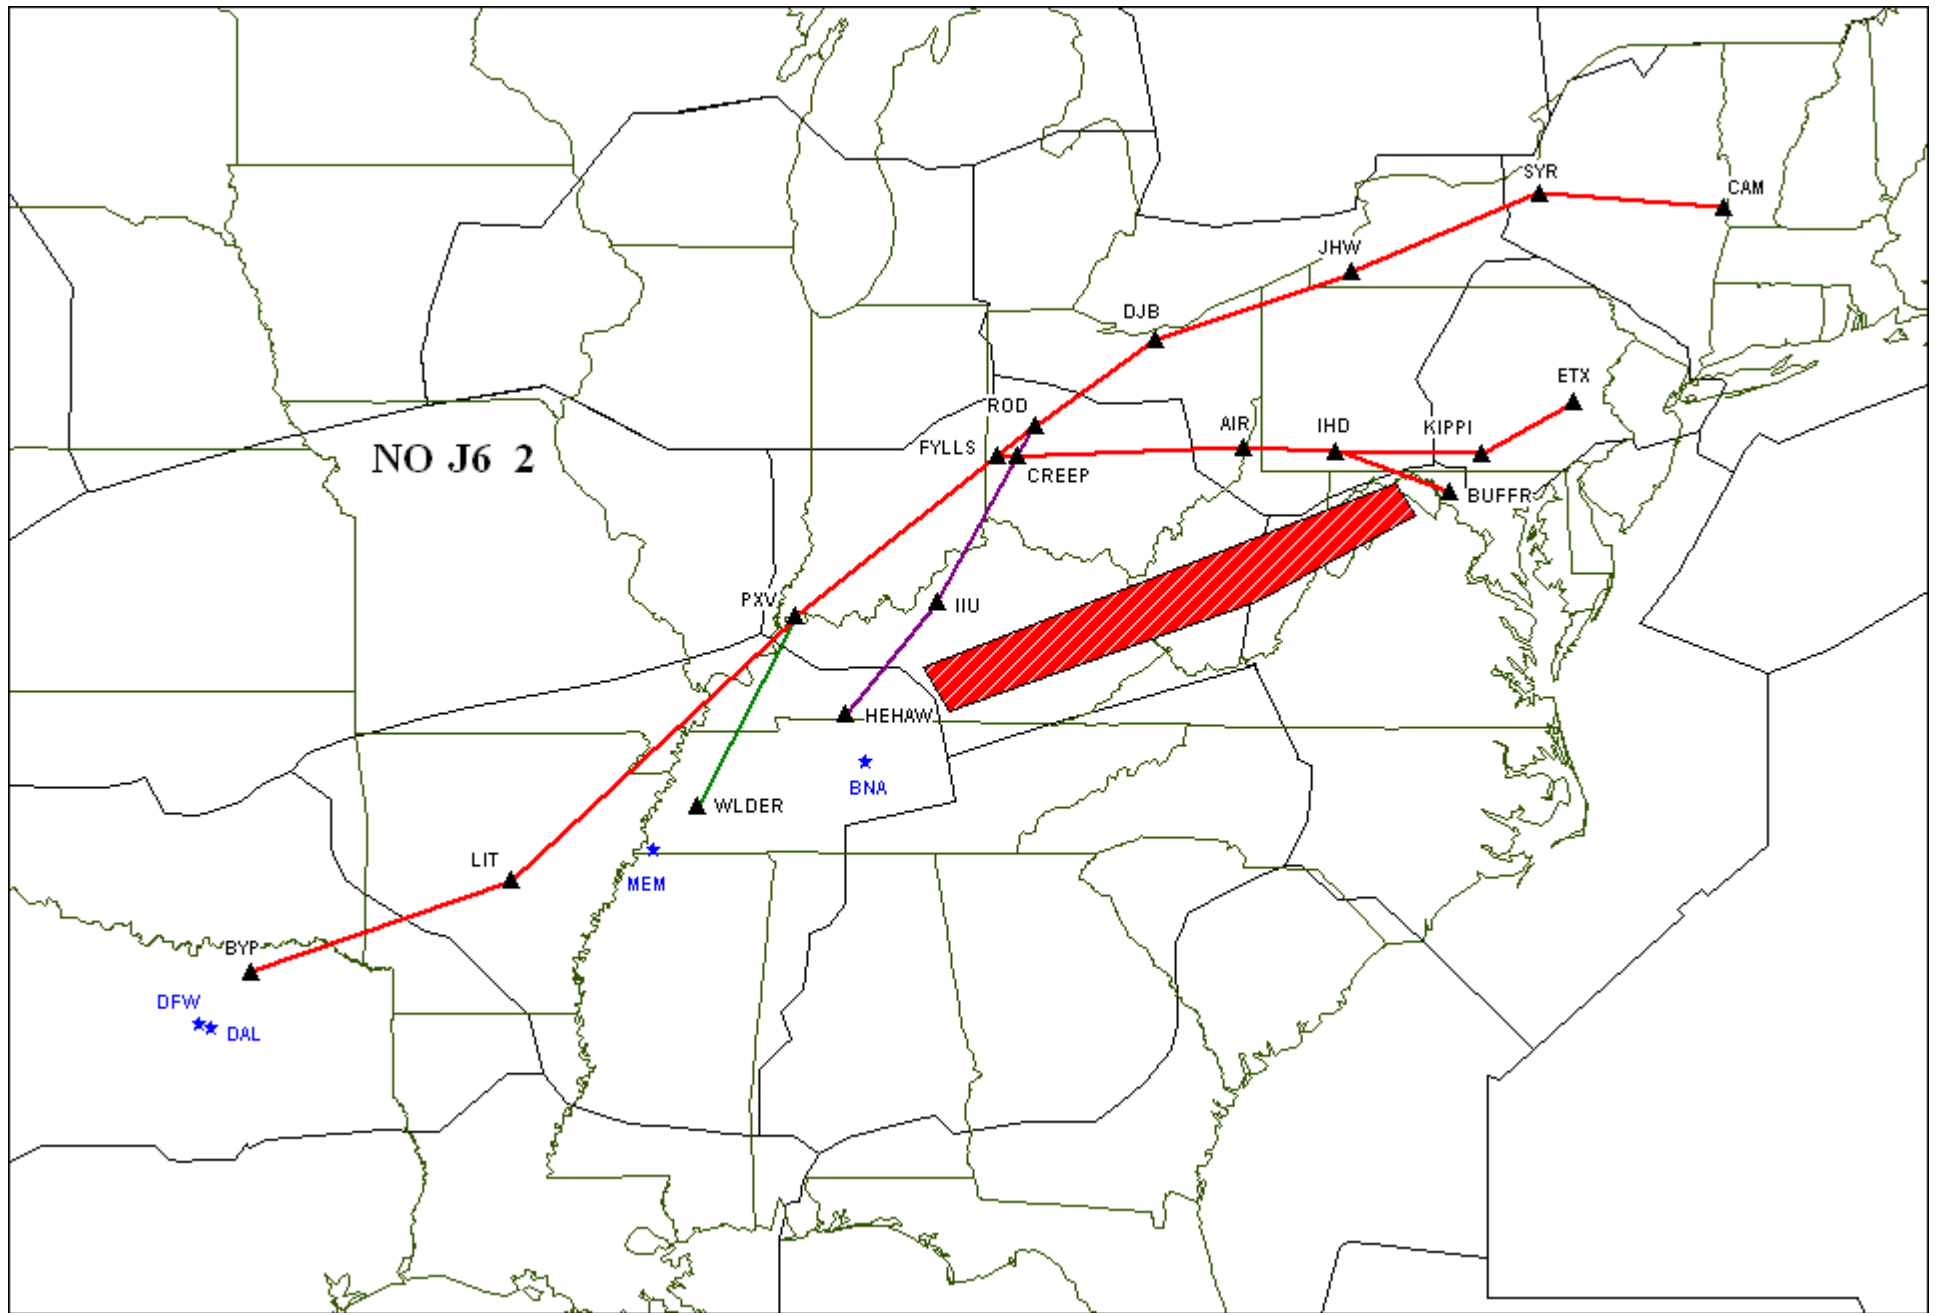 SYR
CAM
JHW
DJB
ETX
ROD
AIR
IHD
KIPPI
FYLLS
NO J6 2
CREEP
BUFFR
PXV
IIU
HEHAW
BNA
WLDER
LIT
MEM
BYP
DFW
DAL